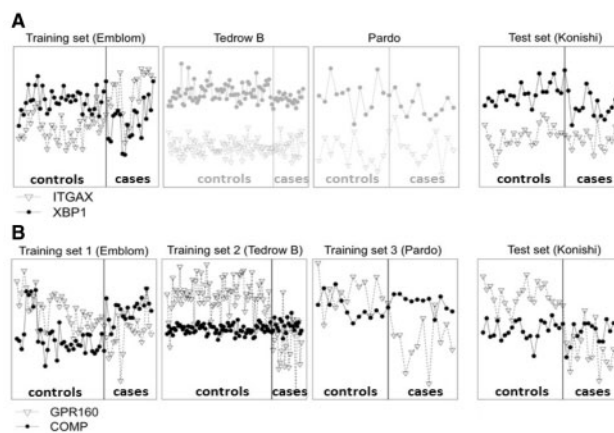 A
Training set (Emblom) Tedrow B Pardo Test set (Konishi)
controls cases controls cases controls cases controls cases
ITGAX
XBP1
B
Training set 1 (Emblom) Training set 2 (Tedrow B) Training set 3 (Pardo) Test set (Konishi)
controls cases controls cases controls cases controls cases
GPR160
COMP